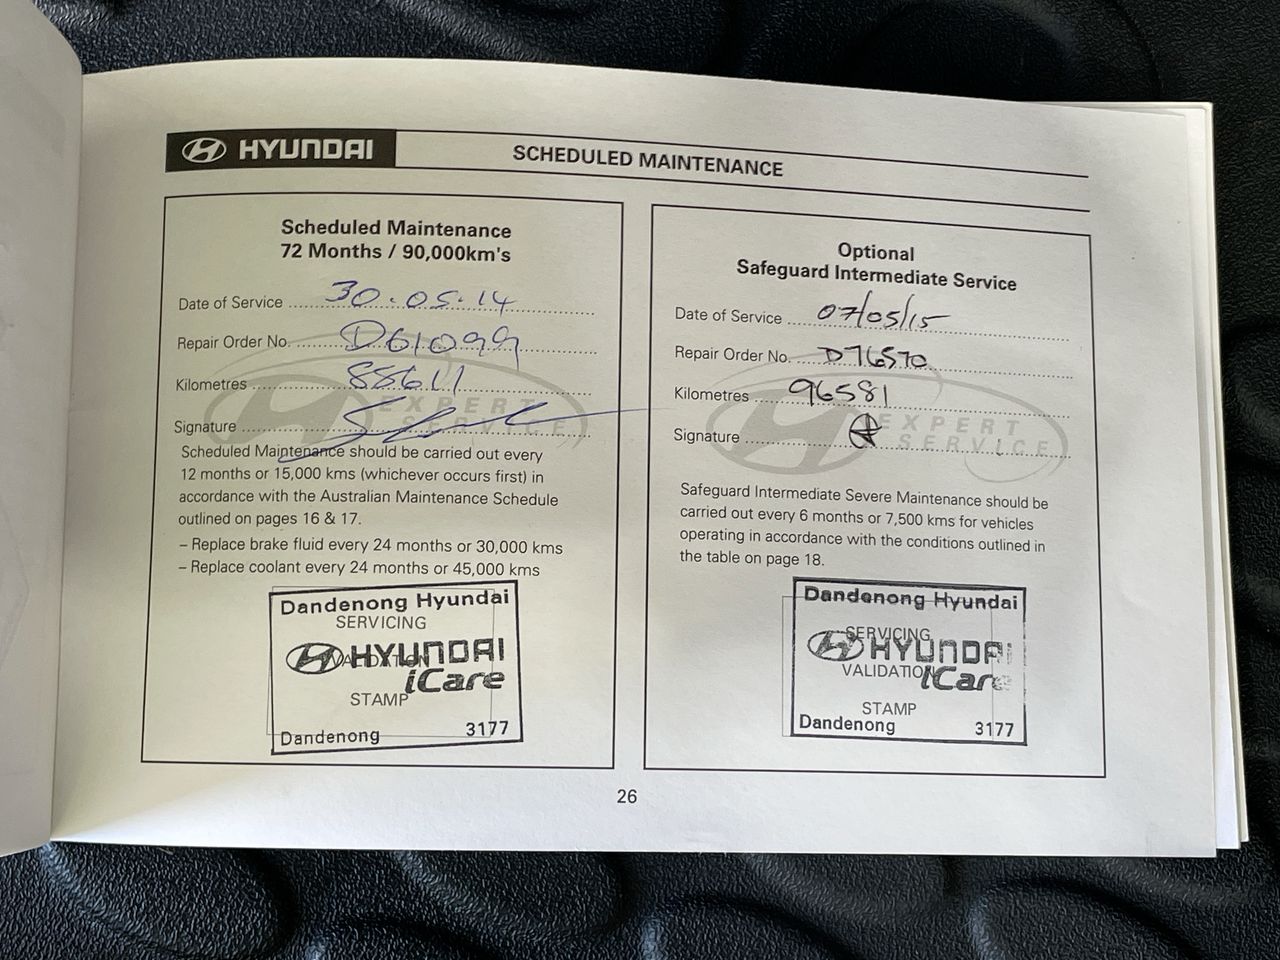 HYUNDAI
SCHEDULED MAINTENANCE
Scheduled Maintenance
72 Months / 90,000km's
Date of Service 30.05.14
Repair Order No. D61099
Kilometres 88611
Signature
EXPERT
SERVICE
Scheduled Maintenance should be carried out every
12 months or 15,000 kms (whichever occurs first) in
accordance with the Australian Maintenance Schedule
outlined on pages 16 & 17.
– Replace brake fluid every 24 months or 30,000 kms
– Replace coolant every 24 months or 45,000 kms
Dandenong Hyundai
SERVICING
HYUNDAI
VALIDATION
iCare
STAMP
Dandenong 3177
Optional
Safeguard Intermediate Service
Date of Service 07/05/15
Repair Order No. D76570
Kilometres 96581
Signature
EXPERT
SERVICE
Safeguard Intermediate Severe Maintenance should be
carried out every 6 months or 7,500 kms for vehicles
operating in accordance with the conditions outlined in
the table on page 18.
Dandenong Hyundai
SERVICING
HYUNDAI
VALIDATION
iCare
STAMP
Dandenong 3177
26